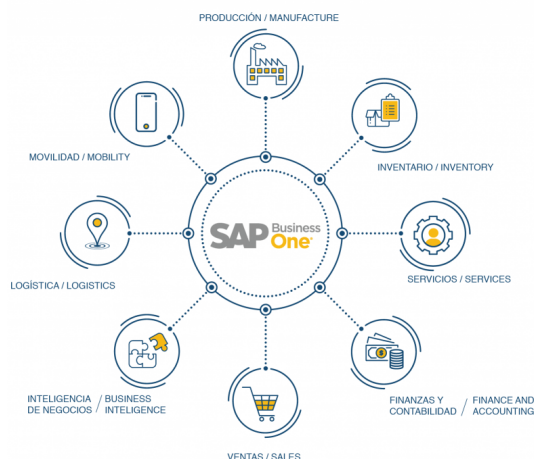 PRODUCCIÓN / MANUFACTURE
MOVILIDAD / MOBILITY
INVENTARIO / INVENTORY
SAP Business One
LOGÍSTICA / LOGISTICS
SERVICIOS / SERVICES
INTELIGENCIA / BUSINESS
DE NEGOCIOS / INTELIGENCE
FINANZAS Y / FINANCE AND
CONTABILIDAD / ACCOUNTING
VENTAS / SALES